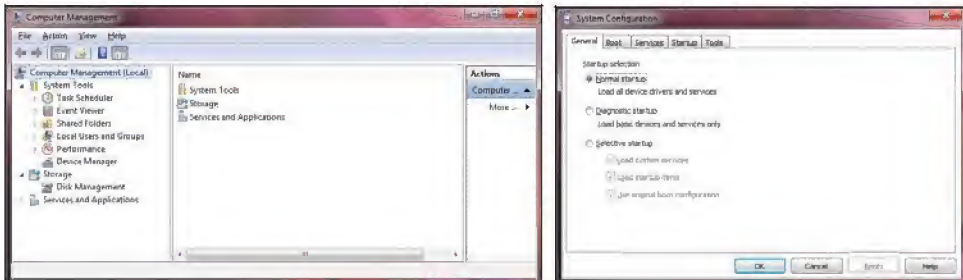 Computer Management
File Action View Help
Computer Management (Local)
System Tools
Task Scheduler
Event Viewer
Shared Folders
Local Users and Groups
Performance
Device Manager
Storage
Disk Management
Services and Applications
Name
System Tools
Storage
Services and Applications
Actions
Computer ...
More ...
System Configuration
General Boot Services Startup Tools
Startup selection
Normal startup
Load all device drivers and services
Diagnostic startup
Load basic devices and services only
Selective startup
Load system services
Load startup items
Use original boot configuration
OK Cancel Apply Help